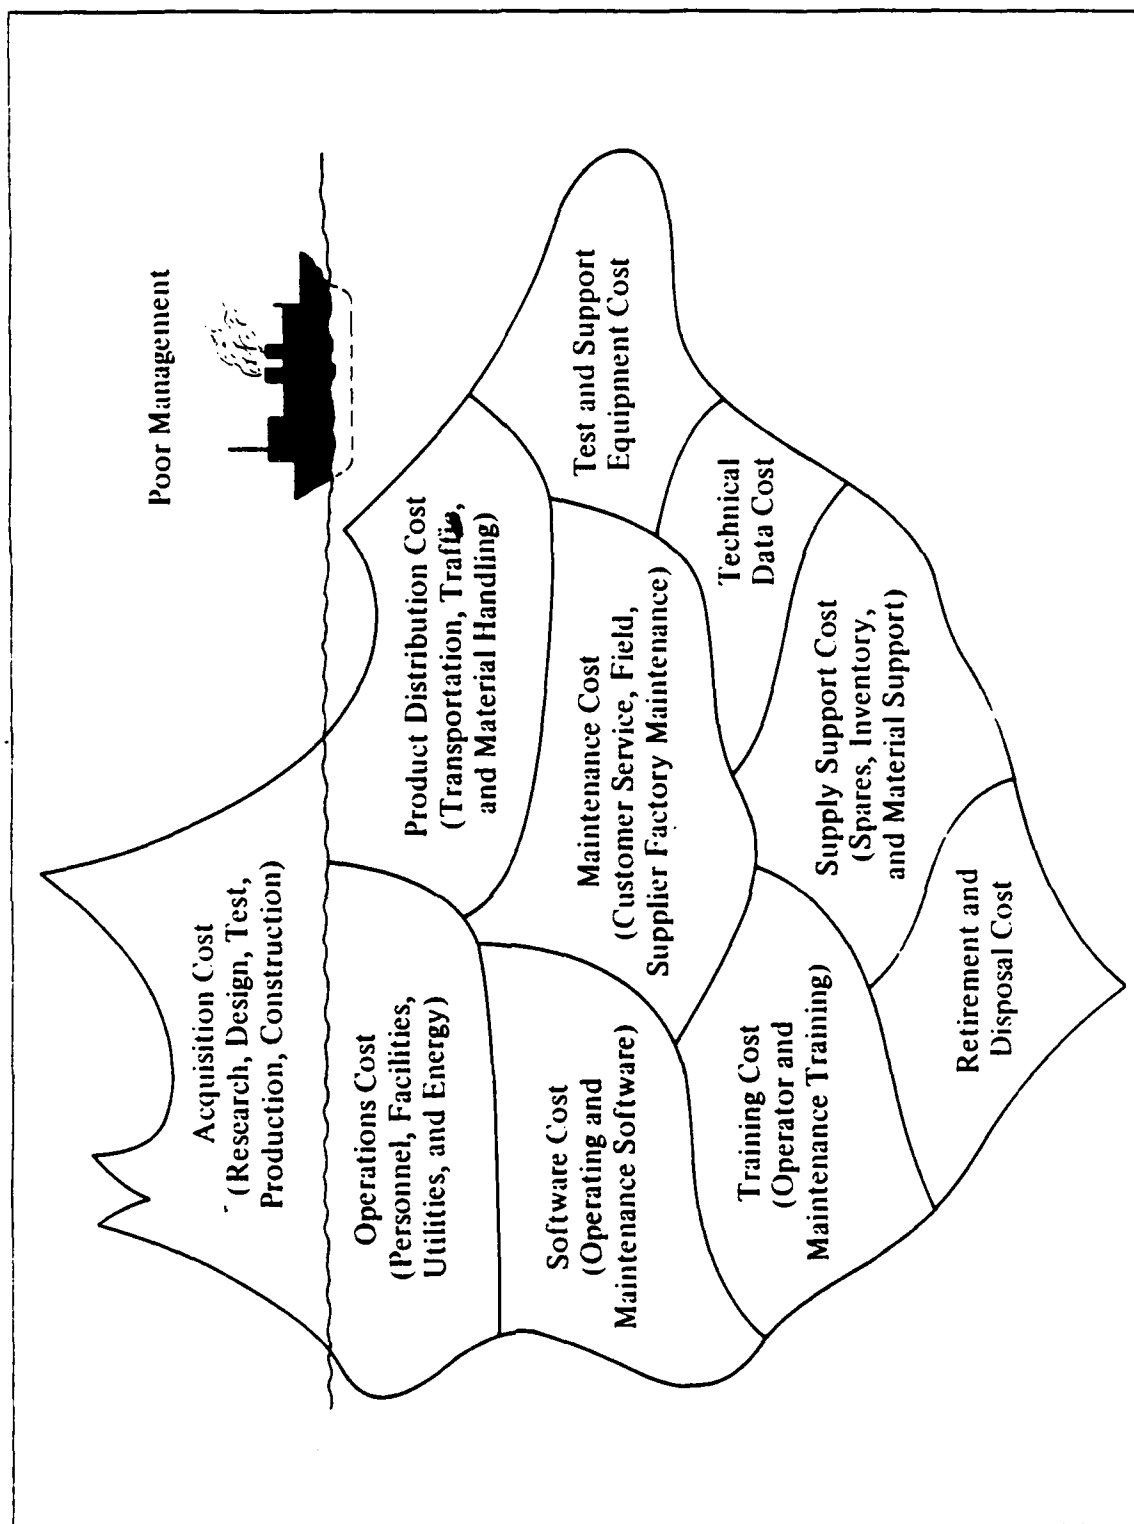 Poor Management
Acquisition Cost
(Research, Design, Test,
Production, Construction)
Operations Cost
(Personnel, Facilities,
Utilities, and Energy)
Product Distribution Cost
(Transportation, Traffic,
and Material Handling)
Software Cost
(Operating and
Maintenance Software)
Maintenance Cost
(Customer Service, Field,
Supplier Factory Maintenance)
Test and Support
Equipment Cost
Training Cost
(Operator and
Maintenance Training)
Technical
Data Cost
Supply Support Cost
(Spares, Inventory,
and Material Support)
Retirement and
Disposal Cost